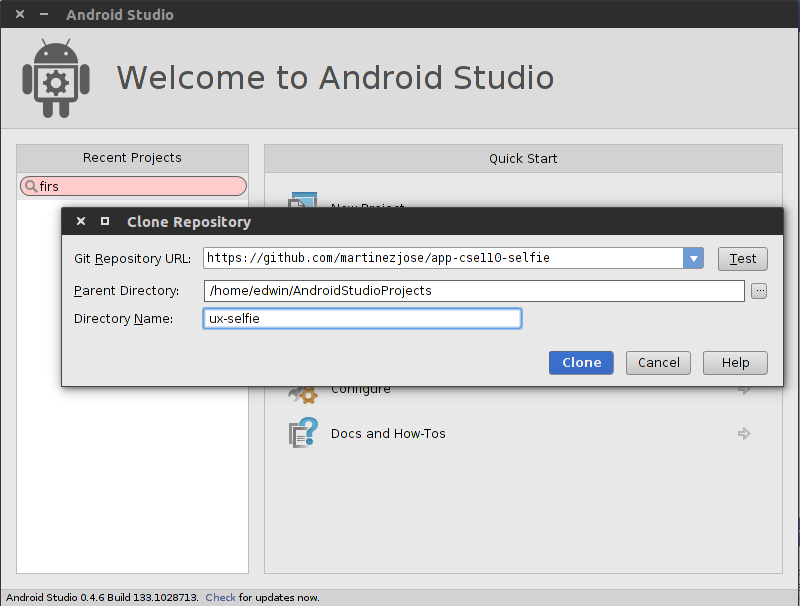 Android Studio
Welcome to Android Studio
Recent Projects
Quick Start
firs
New Project
Clone Repository
Git Repository URL: https://github.com/martinezjose/app-cse110-selfie Test
Parent Directory: /home/edwin/AndroidStudioProjects ...
Directory Name: ux-selfie
Clone Cancel Help
Configure
Docs and How-Tos
Android Studio 0.4.6 Build 133.1028713. Check for updates now.